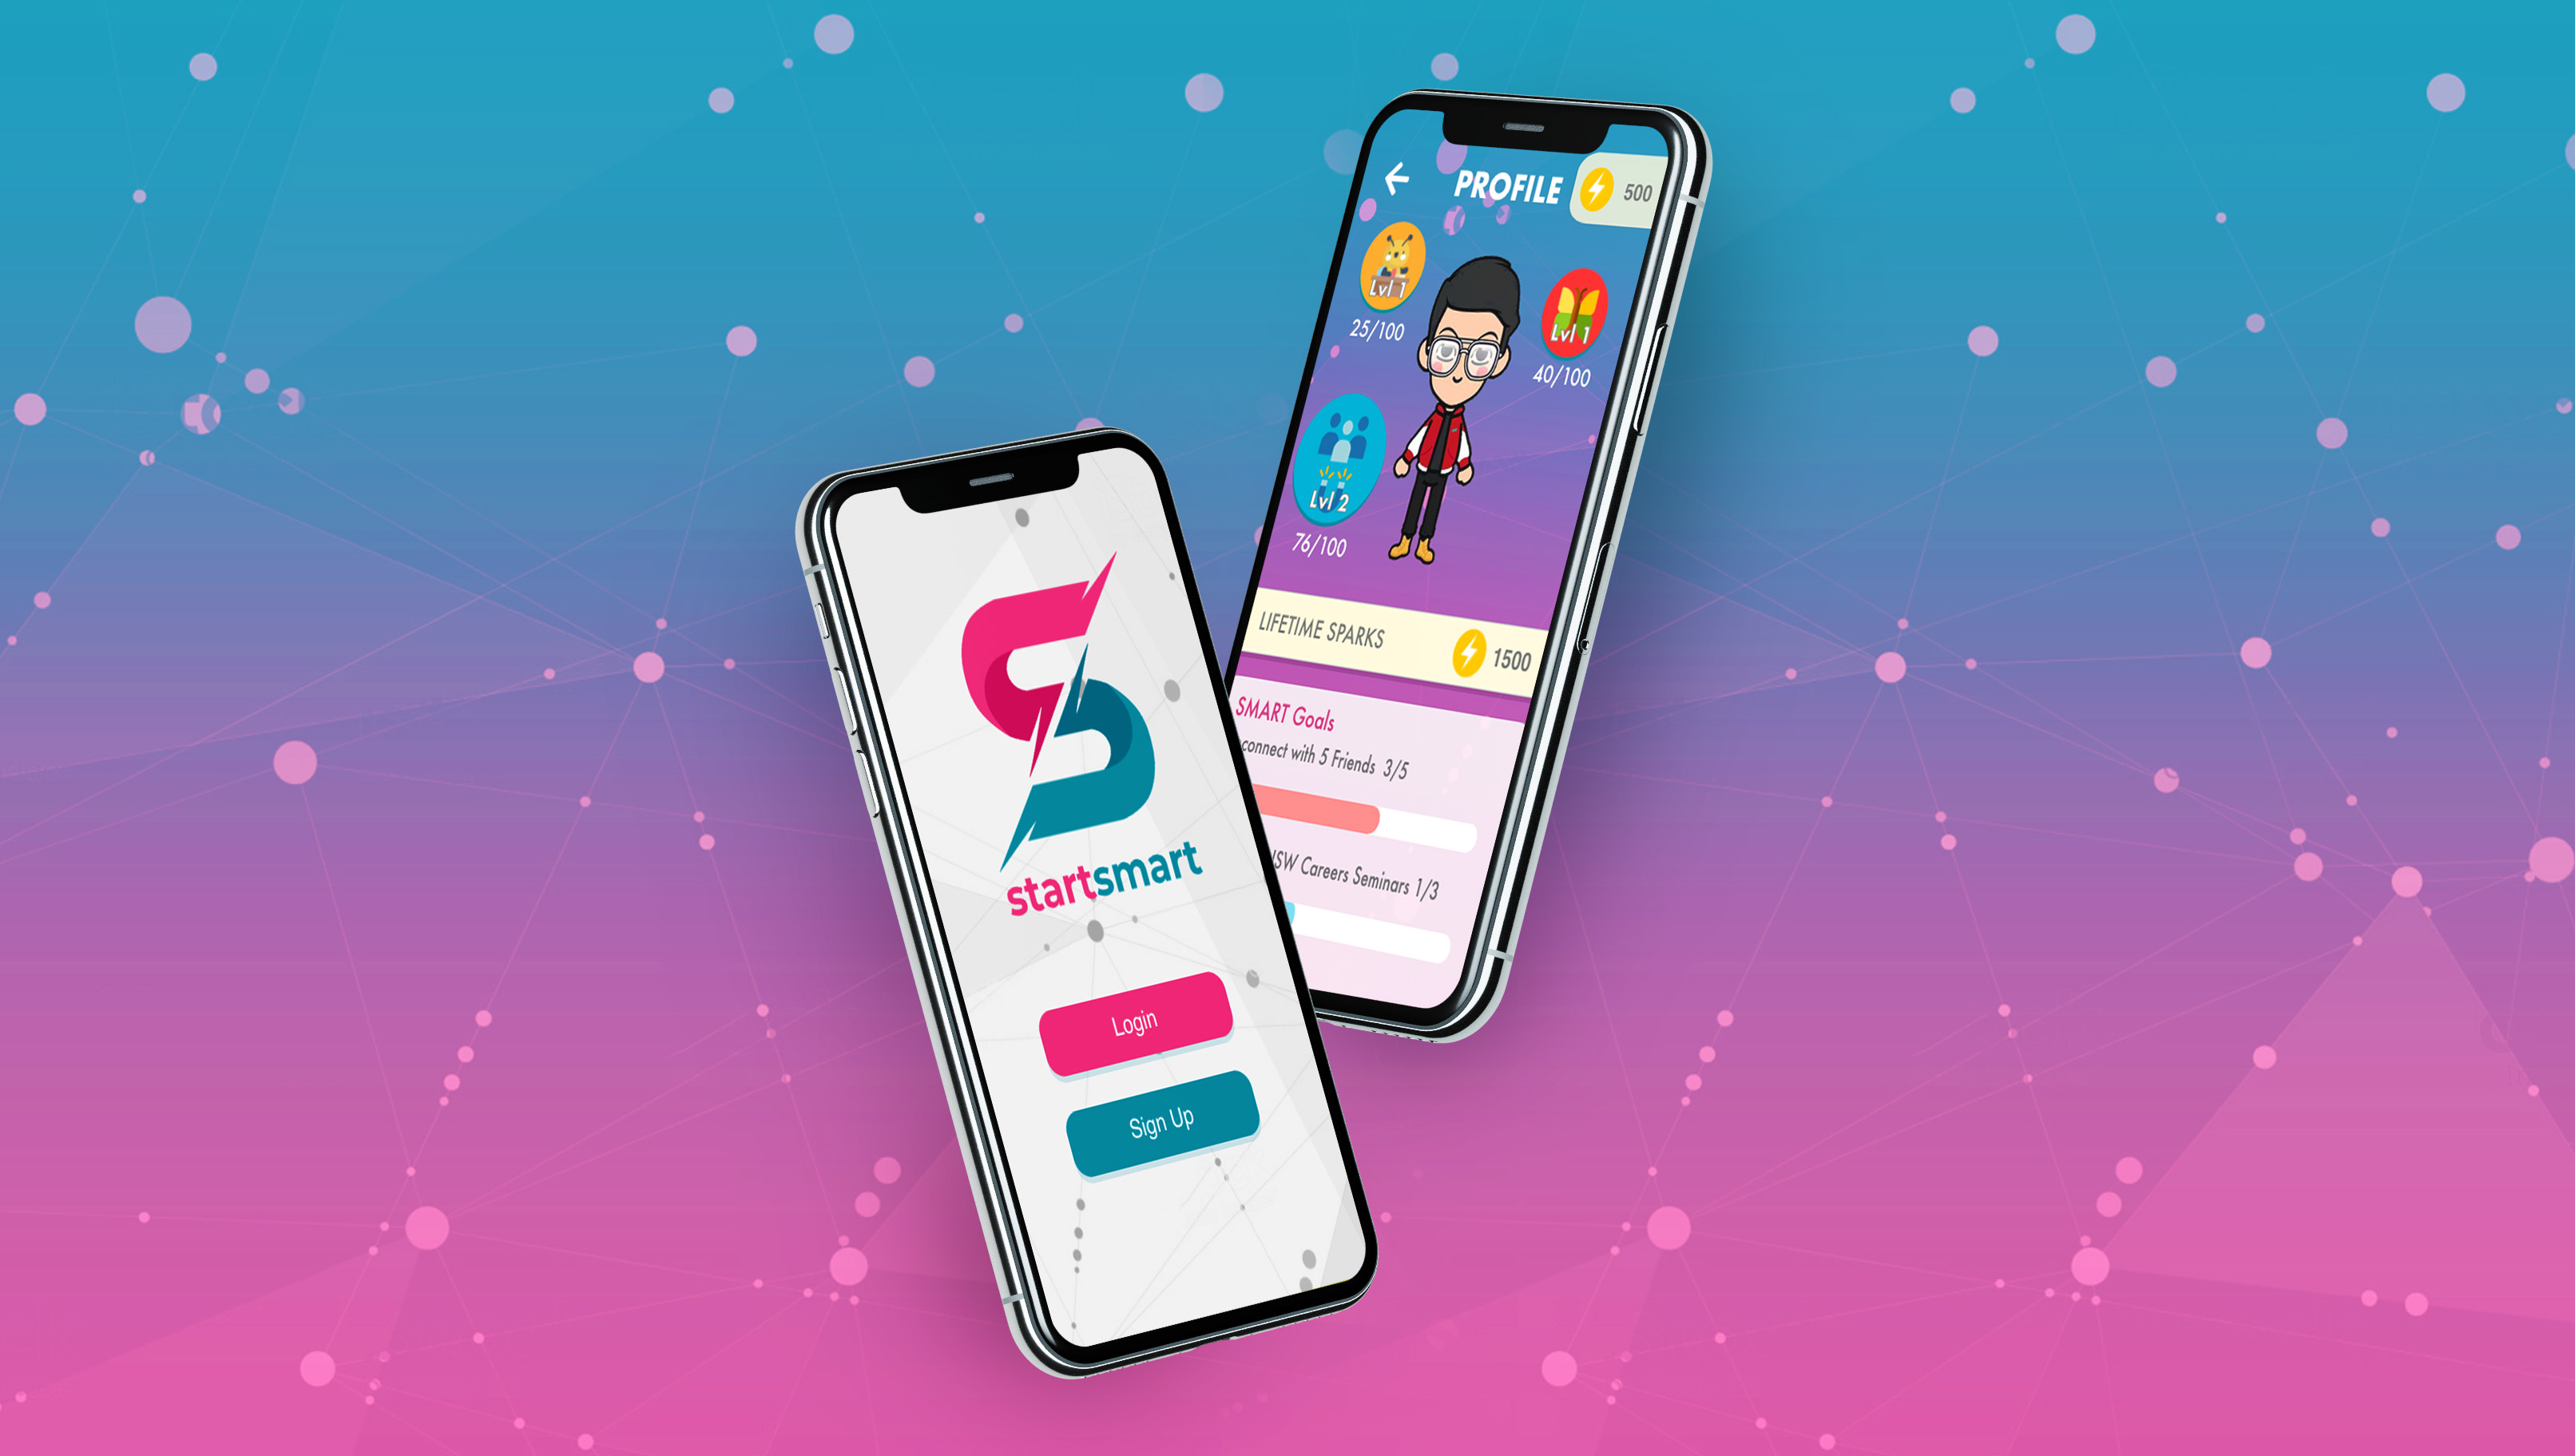 PROFILE
500
Lvl 1
25/100
Lvl 1
40/100
Lvl 2
76/100
LIFETIME SPARKS
1500
SMART Goals
connect with 5 Friends 3/5
Careers Seminars 1/3
startsmart
Login
Sign Up